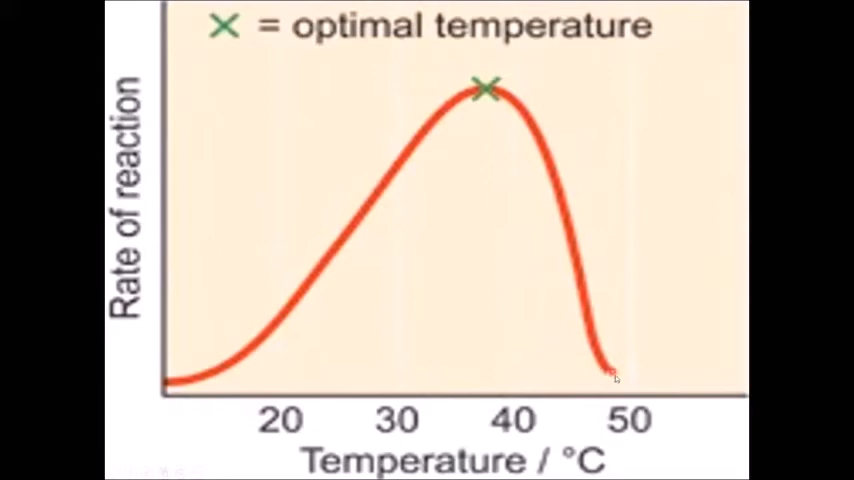 × = optimal temperature
Rate of reaction
20 30 40 50
Temperature / °C